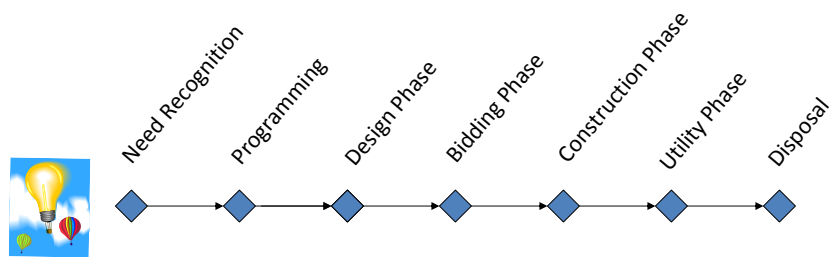 Need Recognition
Programming
Design Phase
Bidding Phase
Construction Phase
Utility Phase
Disposal